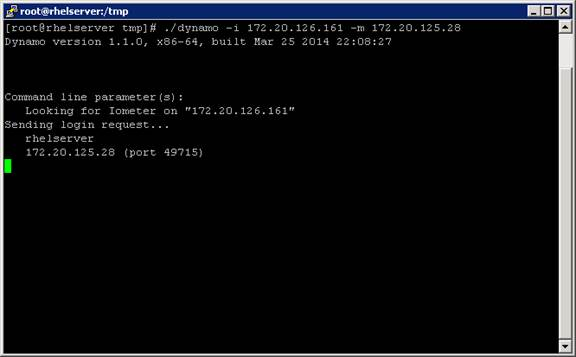 root@rhelserver:/tmp
[root@rhelserver tmp]# ./dynamo -i 172.20.126.161 -m 172.20.125.28
Dynamo version 1.1.0, x86-64, built Mar 25 2014 22:08:27
Command line parameter(s):
Looking for Iometer on "172.20.126.161"
Sending login request...
rhelserver
172.20.125.28 (port 49715)